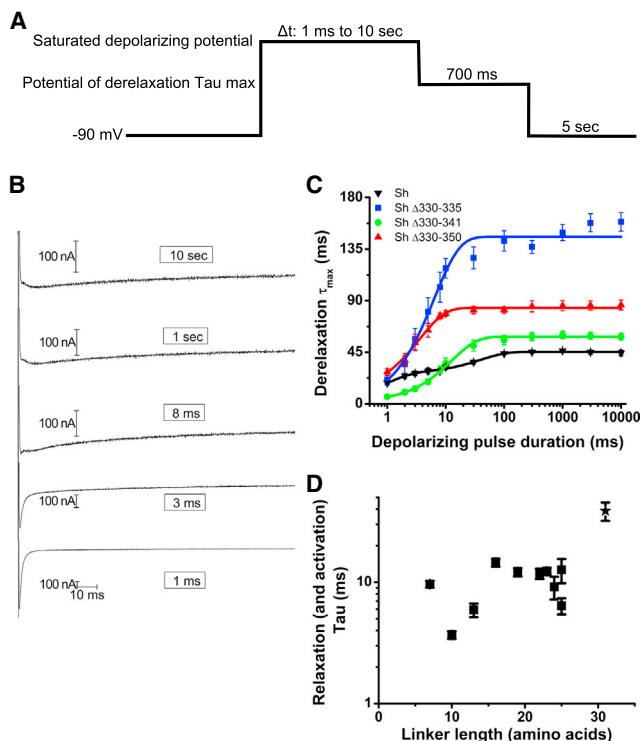 A
Saturated depolarizing potential
Δt: 1 ms to 10 sec
Potential of derelaxation Tau max
700 ms
-90 mV
5 sec
B
100 nA
10 sec
100 nA
1 sec
100 nA
8 ms
100 nA
3 ms
100 nA
10 ms
1 ms
C
Derelaxation τmax (ms)
180
135
90
45
0
Sh
Sh Δ330-335
Sh Δ330-341
Sh Δ330-350
1
10
100
1000
10000
Depolarizing pulse duration (ms)
D
Relaxation (and activation)
Tau (ms)
10
1
0
10
20
30
Linker length (amino acids)